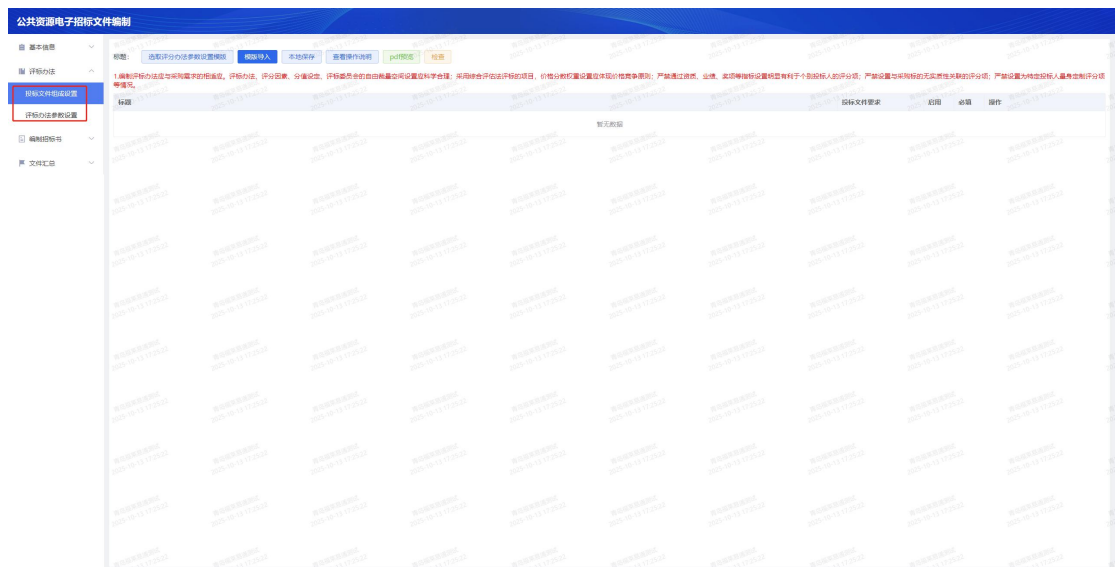 公共资源电子招标文件编制
基本信息
标题： 选取评分办法参数设置模版 模版导入 本地保存 查看操作说明 pdf预览 检查
评标办法
1.编制评标办法应与采购需求的相适应。评标办法、评分因素、分值设定、评标委员会的自由裁量空间设置应科学合理；采用综合评估法评标的项目，价格分数权重设置应体现价格竞争原则；严禁通过资质、业绩、奖项等指标设置明显有利于个别投标人的评分项；严禁设置与采购标的无实质性关联的评分项；严禁设置为特定投标人量身定制评分项
等情况。
投标文件组成设置
标题 投标文件要求 启用 必填 操作
评标办法参数设置
暂无数据
编制招标书
文件汇总